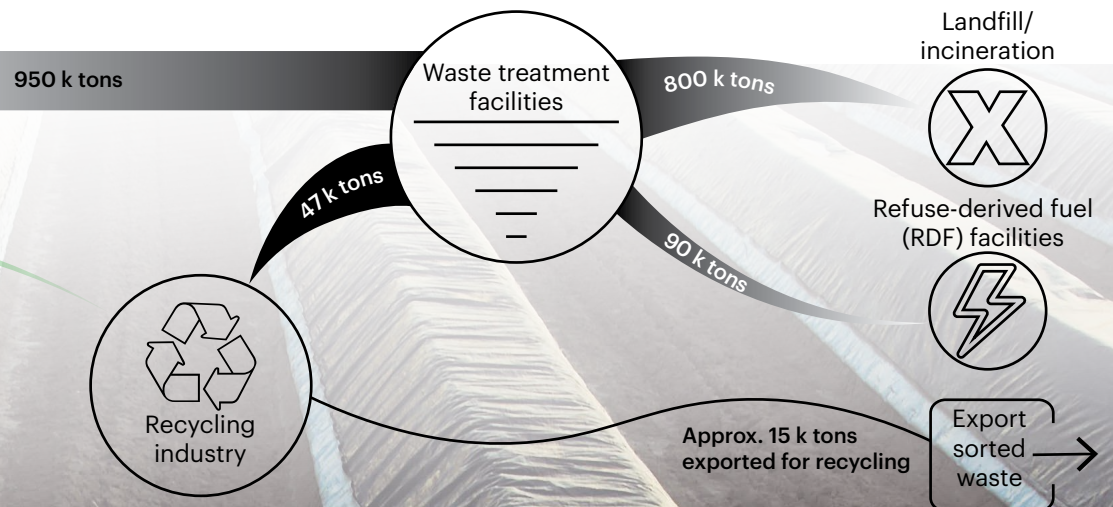 Landfill/
incineration
950 k tons
Waste treatment
facilities
800 k tons
47 k tons
Refuse-derived fuel
(RDF) facilities
90 k tons
Recycling
industry
Approx. 15 k tons
exported for recycling
Export
sorted
waste